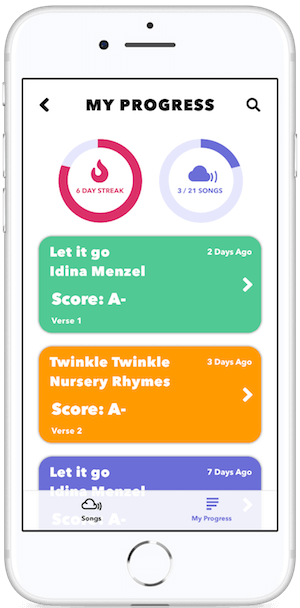 MY PROGRESS
6 DAY STREAK
3 / 21 SONGS
Let it go
2 Days Ago
Idina Menzel
Score: A-
Verse 1
Twinkle Twinkle
3 Days Ago
Nursery Rhymes
Score: A-
Verse 2
Let it go
7 Days Ago
Idina Menzel
Songs
My Progress